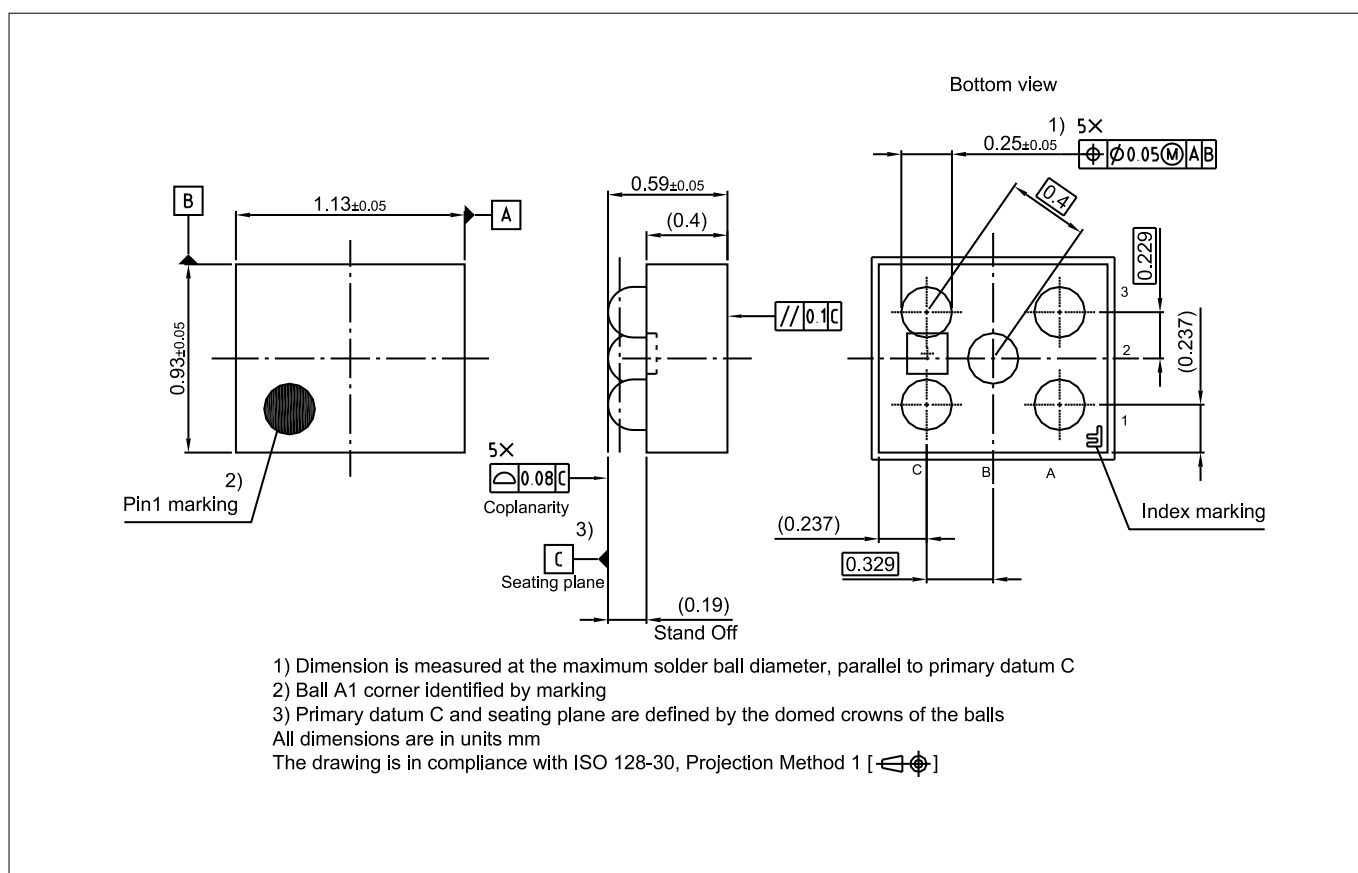 Bottom view
1) 5×
0.25±0.05
⌖ Ø0.05Ⓜ A B
0.59±0.05
0.4
B
1.13±0.05
A
(0.4)
0.229
3
// 0.1 C
0.93±0.05
2
(0.237)
1
5×
⌓ 0.08 C
Coplanarity
2)
Pin1 marking
C
B
A
Index marking
3)
C
Seating plane
(0.237)
0.329
(0.19)
Stand Off
1) Dimension is measured at the maximum solder ball diameter, parallel to primary datum C
2) Ball A1 corner identified by marking
3) Primary datum C and seating plane are defined by the domed crowns of the balls
All dimensions are in units mm
The drawing is in compliance with ISO 128-30, Projection Method 1 [ ]